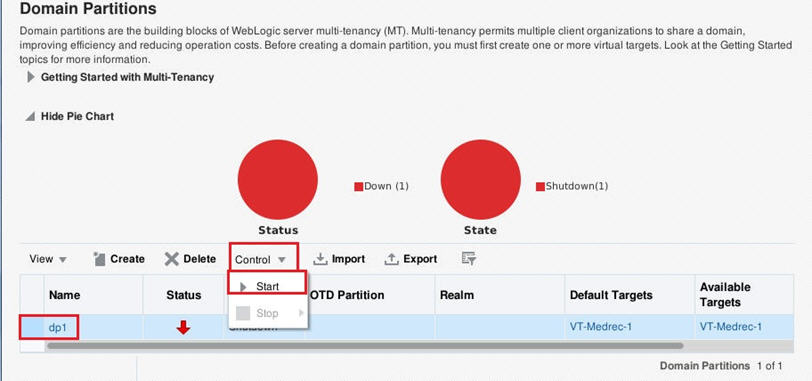 Domain Partitions
Domain partitions are the building blocks of WebLogic server multi-tenancy (MT). Multi-tenancy permits multiple client organizations to share a domain,
improving efficiency and reducing operation costs. Before creating a domain partition, you must first create one or more virtual targets. Look at the Getting Started
topics for more information.
Getting Started with Multi-Tenancy
Hide Pie Chart
Down (1)
Shutdown(1)
Status
State
View
Create
Delete
Control
Import
Export
Start
Stop
Name
Status
OTD Partition
Realm
Default Targets
Available
Targets
dp1
Shutdown
VT-Medrec-1
VT-Medrec-1
Domain Partitions 1 of 1